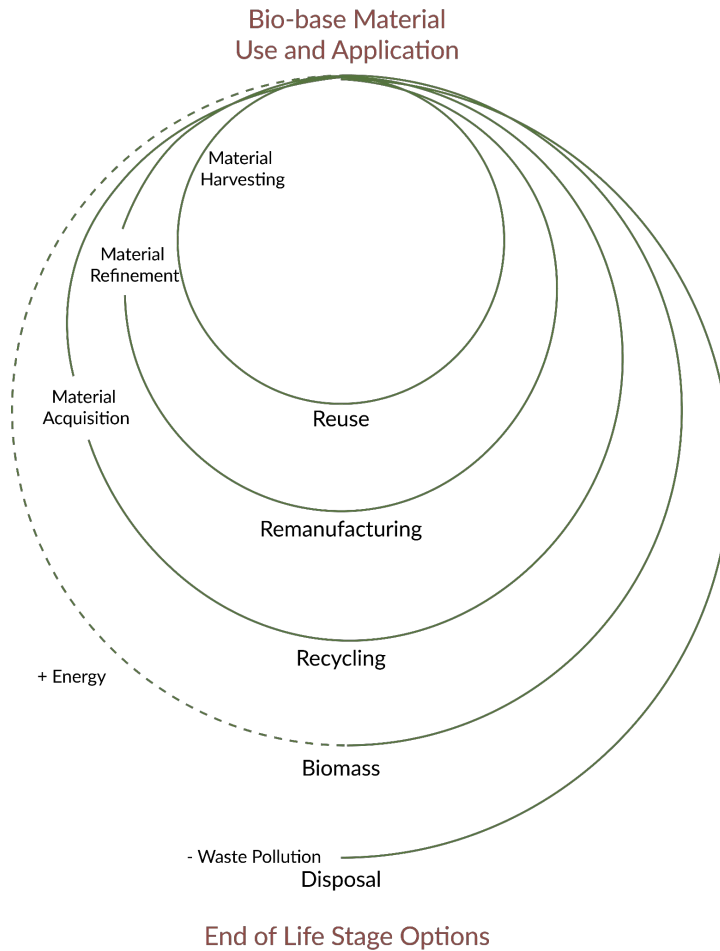 Bio-base Material
Use and Application
Material
Harvesting
Material
Refinement
Material
Acquisition
Reuse
Remanufacturing
Recycling
+ Energy
Biomass
- Waste Pollution
Disposal
End of Life Stage Options